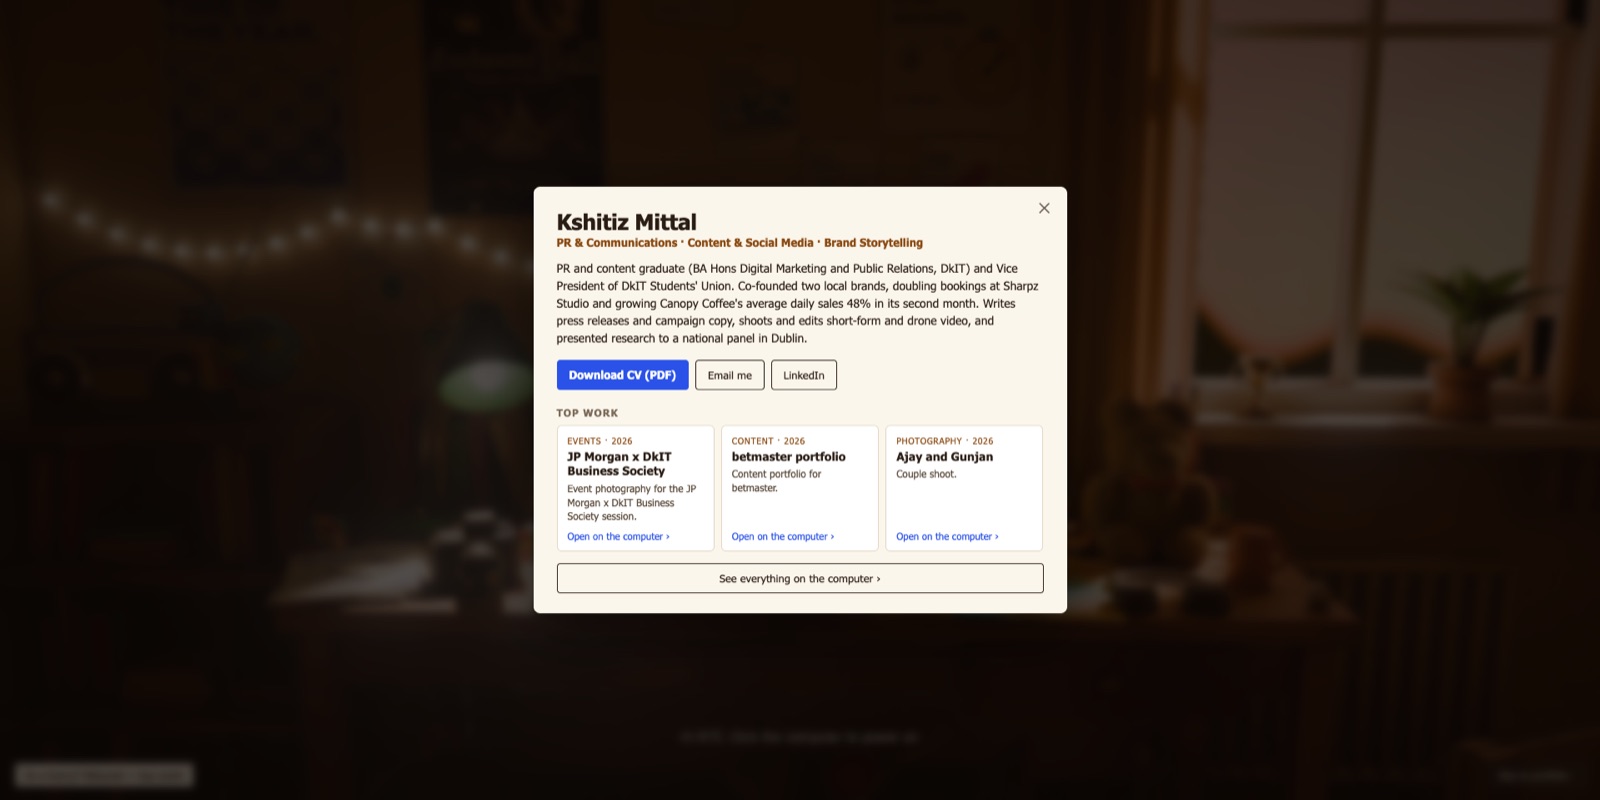 Kshitiz Mittal
PR & Communications · Content & Social Media · Brand Storytelling
PR and content graduate (BA Hons Digital Marketing and Public Relations, DkIT) and Vice
President of DkIT Students' Union. Co-founded two local brands, doubling bookings at Sharpz
Studio and growing Canopy Coffee's average daily sales 48% in its second month. Writes
press releases and campaign copy, shoots and edits short-form and drone video, and
presented research to a national panel in Dublin.
Download CV (PDF)
Email me
LinkedIn
TOP WORK
EVENTS · 2026
JP Morgan x DkIT
Business Society
Event photography for the JP
Morgan x DkIT Business
Society session.
Open on the computer ›
CONTENT · 2026
betmaster portfolio
Content portfolio for
betmaster.
Open on the computer ›
PHOTOGRAPHY · 2026
Ajay and Gunjan
Couple shoot.
Open on the computer ›
See everything on the computer ›